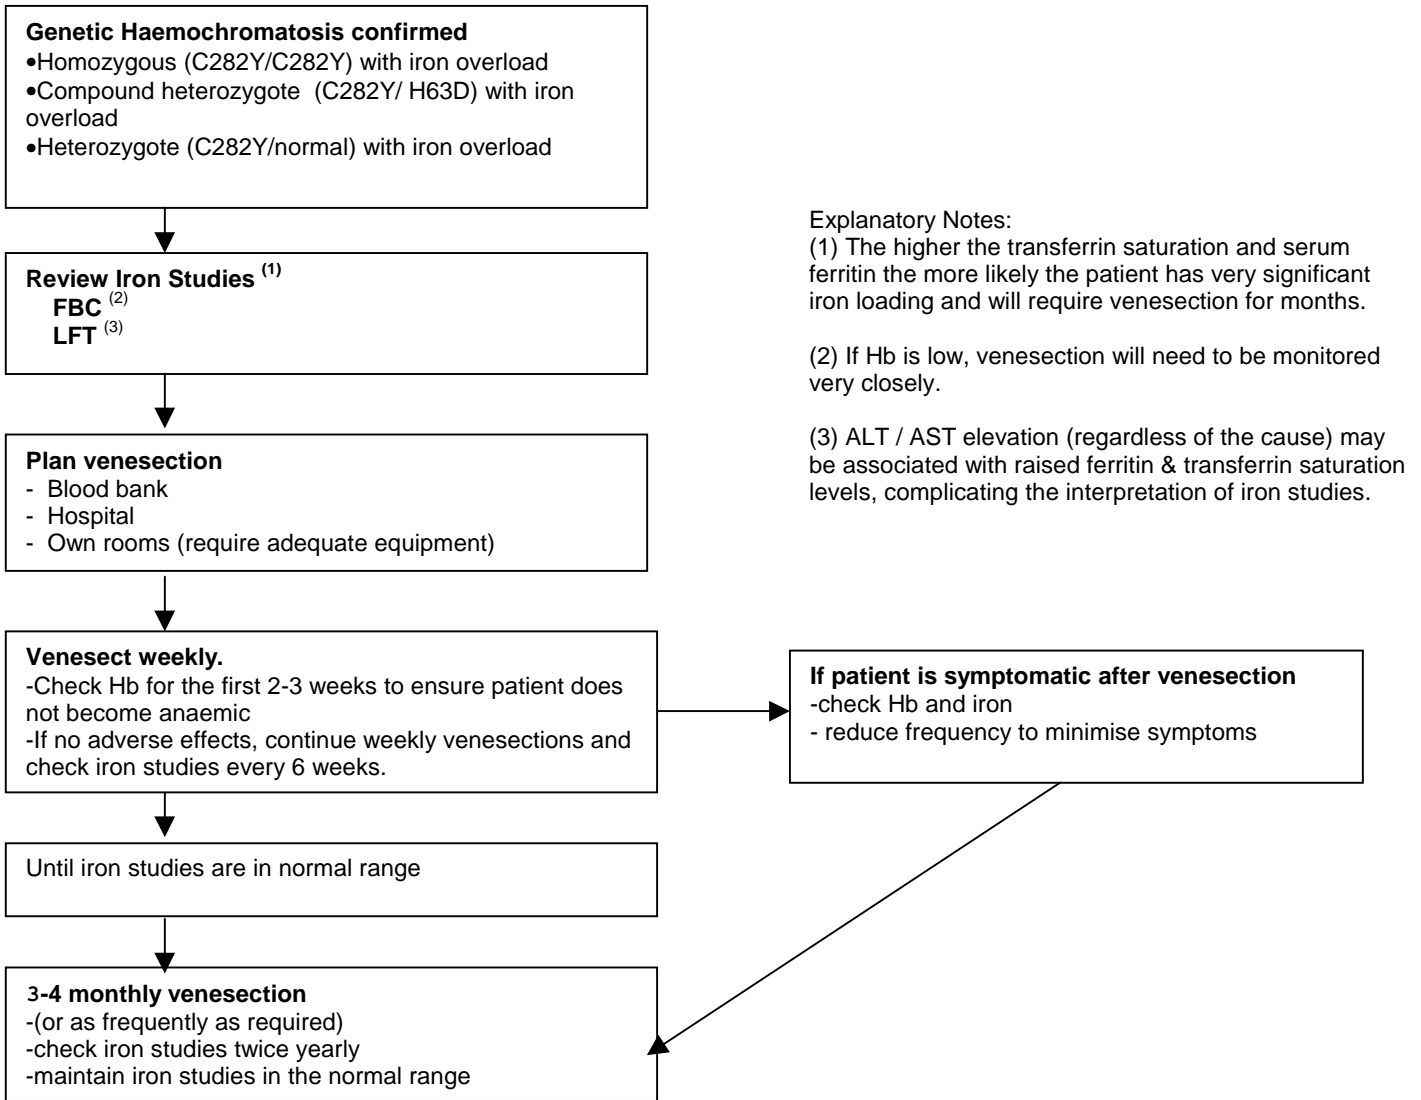 Genetic Haemochromatosis confirmed
•Homozygous (C282Y/C282Y) with iron overload
•Compound heterozygote (C282Y/ H63D) with iron
overload
•Heterozygote (C282Y/normal) with iron overload
Review Iron Studies (1)
FBC (2)
LFT (3)
Explanatory Notes:
(1) The higher the transferrin saturation and serum
ferritin the more likely the patient has very significant
iron loading and will require venesection for months.
(2) If Hb is low, venesection will need to be monitored
very closely.
(3) ALT / AST elevation (regardless of the cause) may
be associated with raised ferritin & transferrin saturation
levels, complicating the interpretation of iron studies.
Plan venesection
- Blood bank
- Hospital
- Own rooms (require adequate equipment)
Venesect weekly.
-Check Hb for the first 2-3 weeks to ensure patient does
not become anaemic
-If no adverse effects, continue weekly venesections and
check iron studies every 6 weeks.
If patient is symptomatic after venesection
-check Hb and iron
- reduce frequency to minimise symptoms
Until iron studies are in normal range
3-4 monthly venesection
-(or as frequently as required)
-check iron studies twice yearly
-maintain iron studies in the normal range